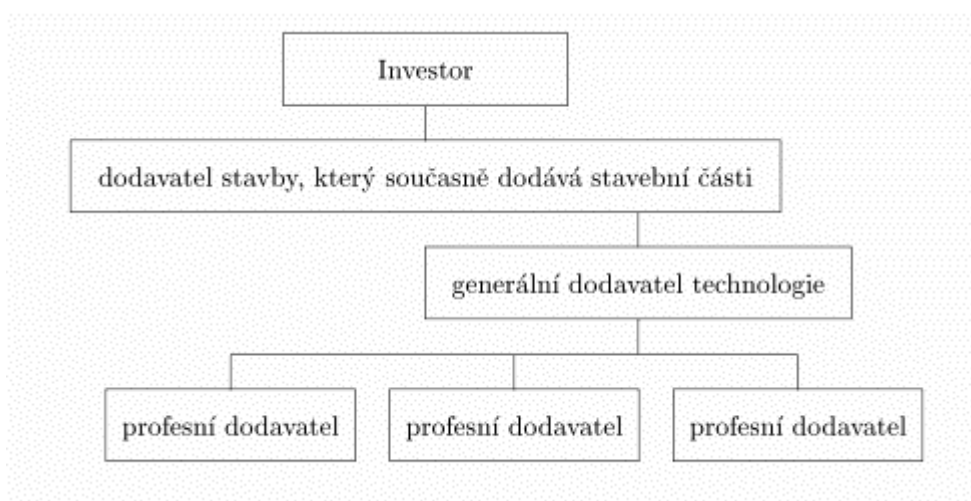 Investor
dodavatel stavby, který současně dodává stavební části
generální dodavatel technologie
profesní dodavatel
profesní dodavatel
profesní dodavatel